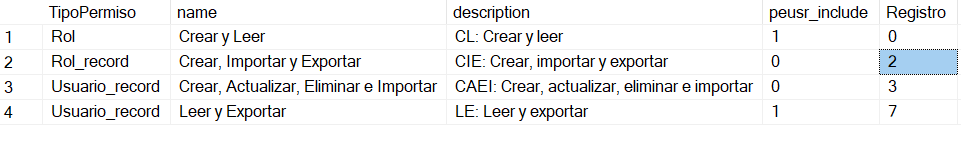 TipoPermiso name description peusr_include Registro
1 Rol Crear y Leer CL: Crear y leer 1 0
2 Rol_record Crear, Importar y Exportar CIE: Crear, importar y exportar 0 2
3 Usuario_record Crear, Actualizar, Eliminar e Importar CAEI: Crear, actualizar, eliminar e importar 0 3
4 Usuario_record Leer y Exportar LE: Leer y exportar 1 7